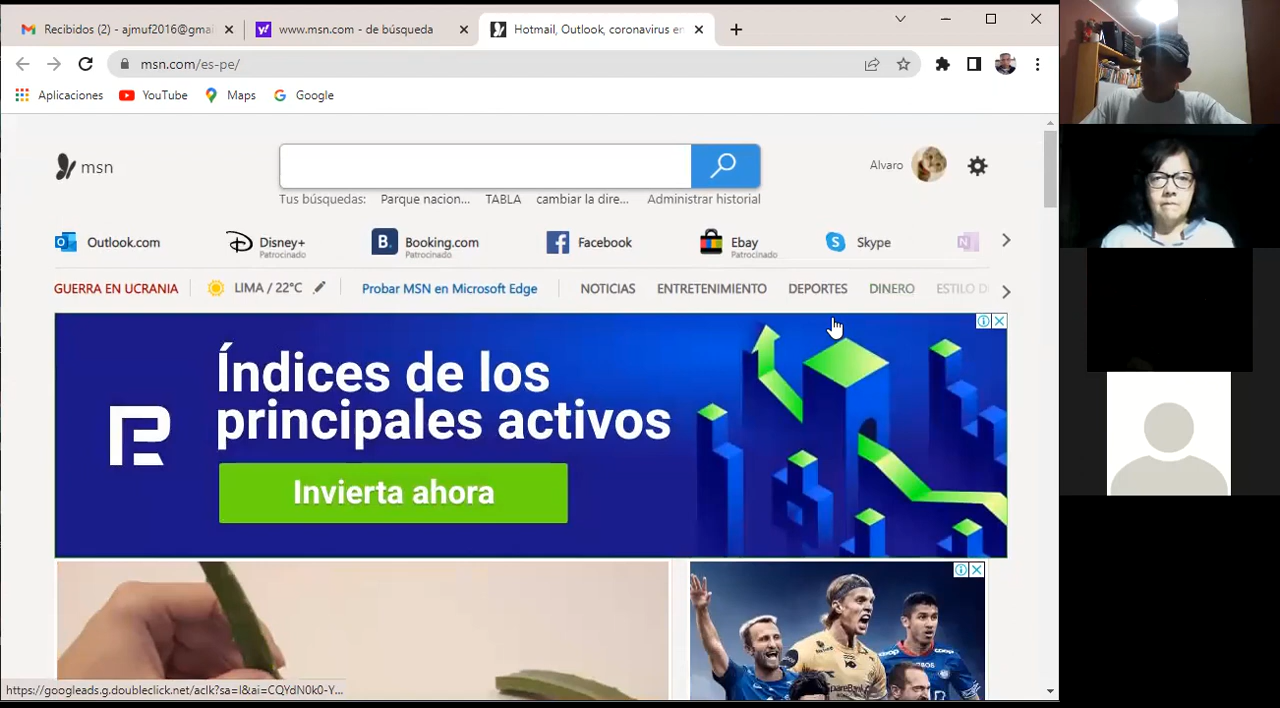 Recibidos (2) - ajmuf2016@gmai
www.msn.com - de búsqueda
Hotmail, Outlook, coronavirus en
msn.com/es-pe/
Aplicaciones
YouTube
Maps
Google
msn
Alvaro
Tus búsquedas:
Parque nacion...
TABLA
cambiar la dire...
Administrar historial
Outlook.com
Disney+
Patrocinado
Booking.com
Patrocinado
Facebook
Ebay
Patrocinado
Skype
GUERRA EN UCRANIA
LIMA / 22°C
Probar MSN en Microsoft Edge
NOTICIAS
ENTRETENIMIENTO
DEPORTES
DINERO
ESTILO D
Índices de los
principales activos
Invierta ahora
https://googleads.g.doubleclick.net/aclk?sa=l&ai=CQYdN0k0-Y...